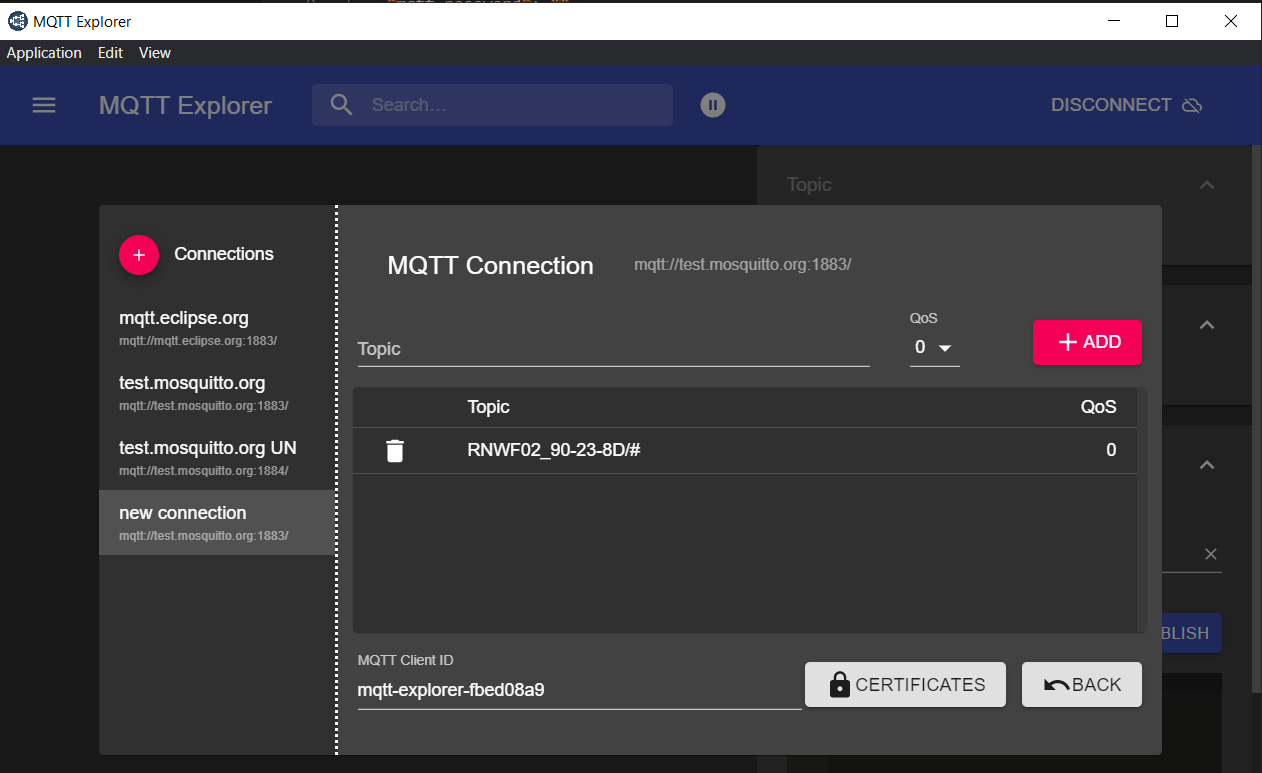 MQTT Explorer
Application Edit View
MQTT Explorer Search... DISCONNECT
Topic
Connections
mqtt.eclipse.org
mqtt://mqtt.eclipse.org:1883/
test.mosquitto.org
mqtt://test.mosquitto.org:1883/
test.mosquitto.org UN
mqtt://test.mosquitto.org:1884/
new connection
mqtt://test.mosquitto.org:1883/
MQTT Connection mqtt://test.mosquitto.org:1883/
Topic
QoS
0
+ ADD
Topic QoS
RNWF02_90-23-8D/# 0
MQTT Client ID
mqtt-explorer-fbed08a9
CERTIFICATES
BACK
BLISH